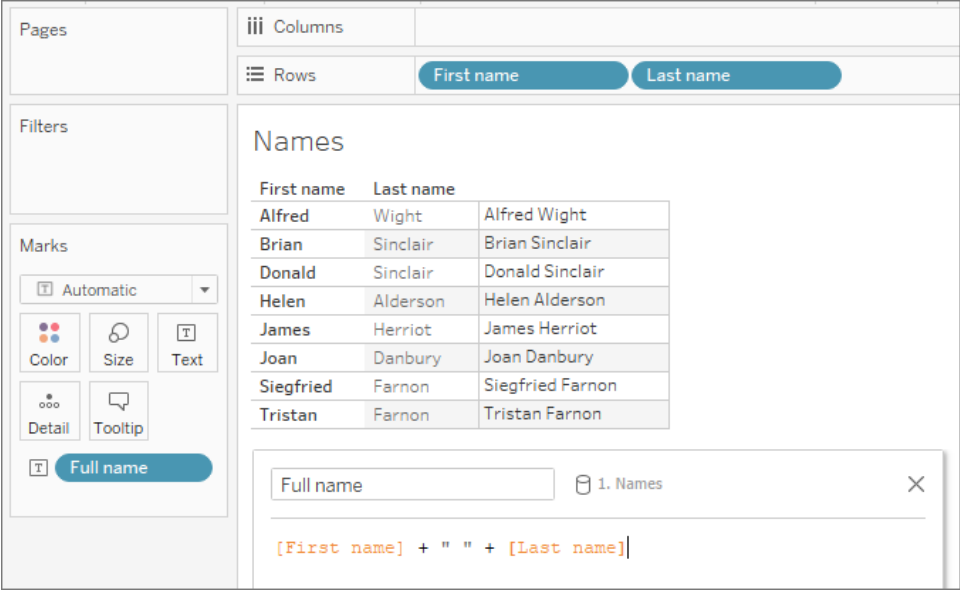 Pages
iii Columns
Rows First name Last name
Filters
Names
First name Last name
Alfred Wight Alfred Wight
Brian Sinclair Brian Sinclair
Donald Sinclair Donald Sinclair
Helen Alderson Helen Alderson
James Herriot James Herriot
Joan Danbury Joan Danbury
Siegfried Farnon Siegfried Farnon
Tristan Farnon Tristan Farnon
Marks
T Automatic
Color Size T Text
Detail Tooltip
T Full name
Full name 1. Names
[First name] + " " + [Last name]